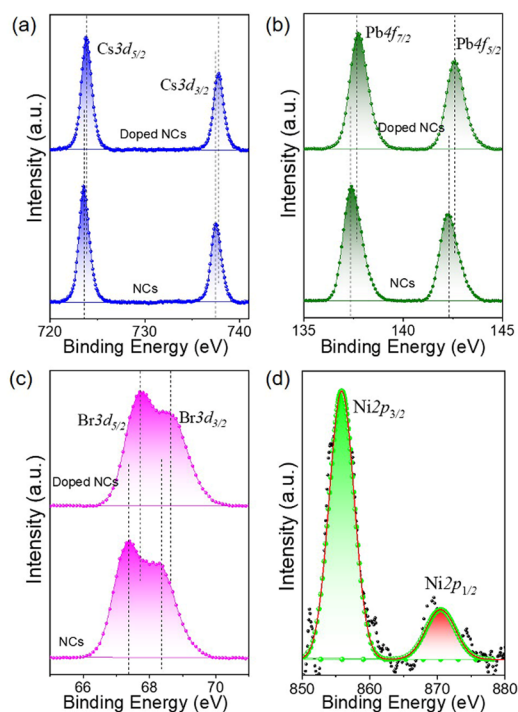 (a)
Cs3d5/2
Cs3d3/2
Doped NCs
NCs
Intensity (a.u.)
720 730 740
Binding Energy (eV)
(b)
Pb4f7/2
Pb4f5/2
Doped NCs
NCs
Intensity (a.u.)
135 140 145
Binding Energy (eV)
(c)
Br3d5/2
Br3d3/2
Doped NCs
NCs
Intensity (a.u.)
66 68 70
Binding Energy (eV)
(d)
Ni2p3/2
Ni2p1/2
Intensity (a.u.)
850 860 870 880
Binding Energy (eV)